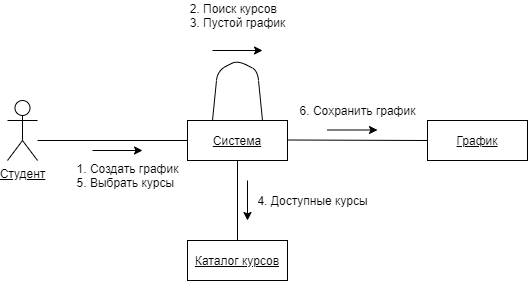 2. Поиск курсов
3. Пустой график
6. Сохранить график
Система
График
1. Создать график
5. Выбрать курсы
Студент
4. Доступные курсы
Каталог курсов